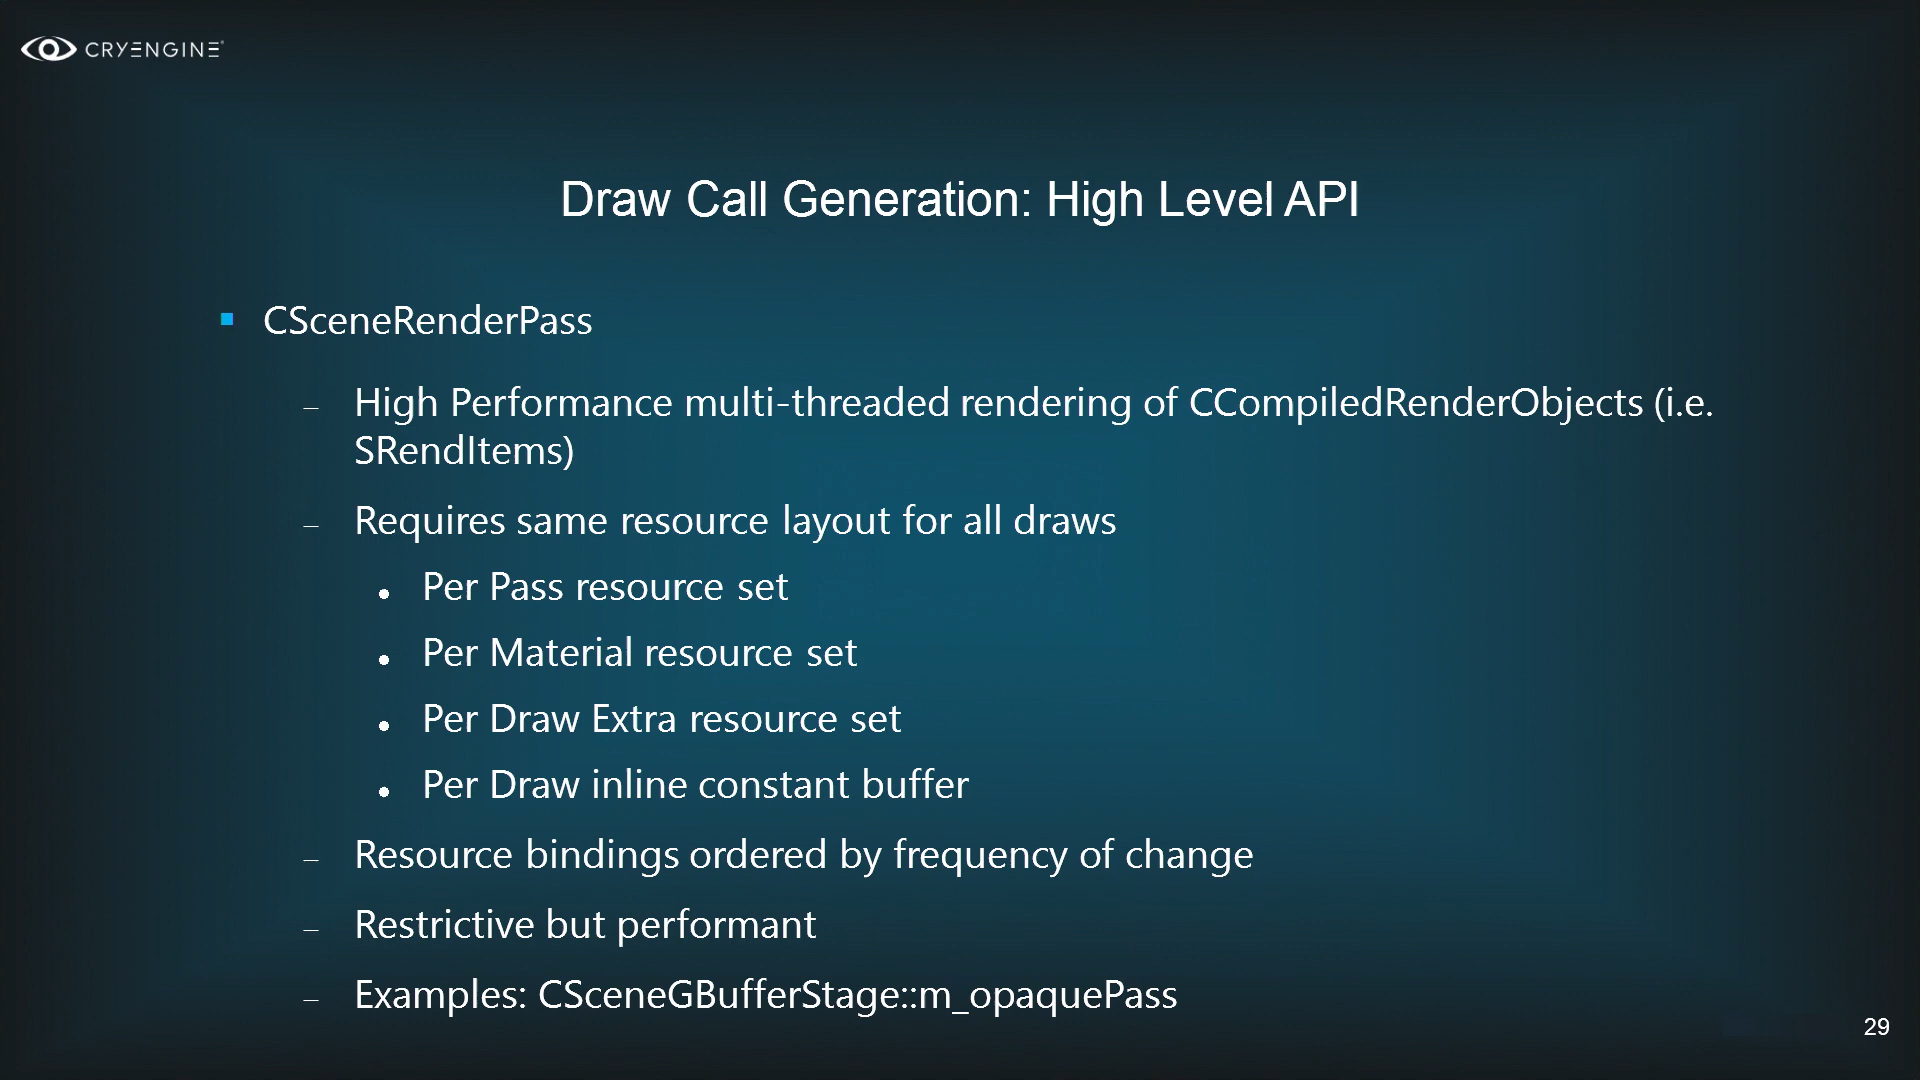 CRYENGINE
Draw Call Generation: High Level API
CSceneRenderPass
High Performance multi-threaded rendering of CCompiledRenderObjects (i.e.
SRendItems)
Requires same resource layout for all draws
Per Pass resource set
Per Material resource set
Per Draw Extra resource set
Per Draw inline constant buffer
Resource bindings ordered by frequency of change
Restrictive but performant
Examples: CSceneGBufferStage::m_opaquePass
29